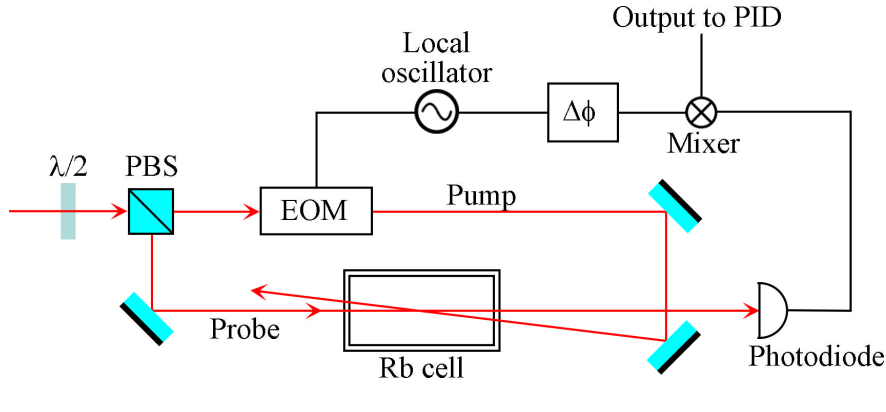 Output to PID
Local
oscillator
Δϕ
Mixer
λ/2
PBS
EOM
Pump
Probe
Rb cell
Photodiode